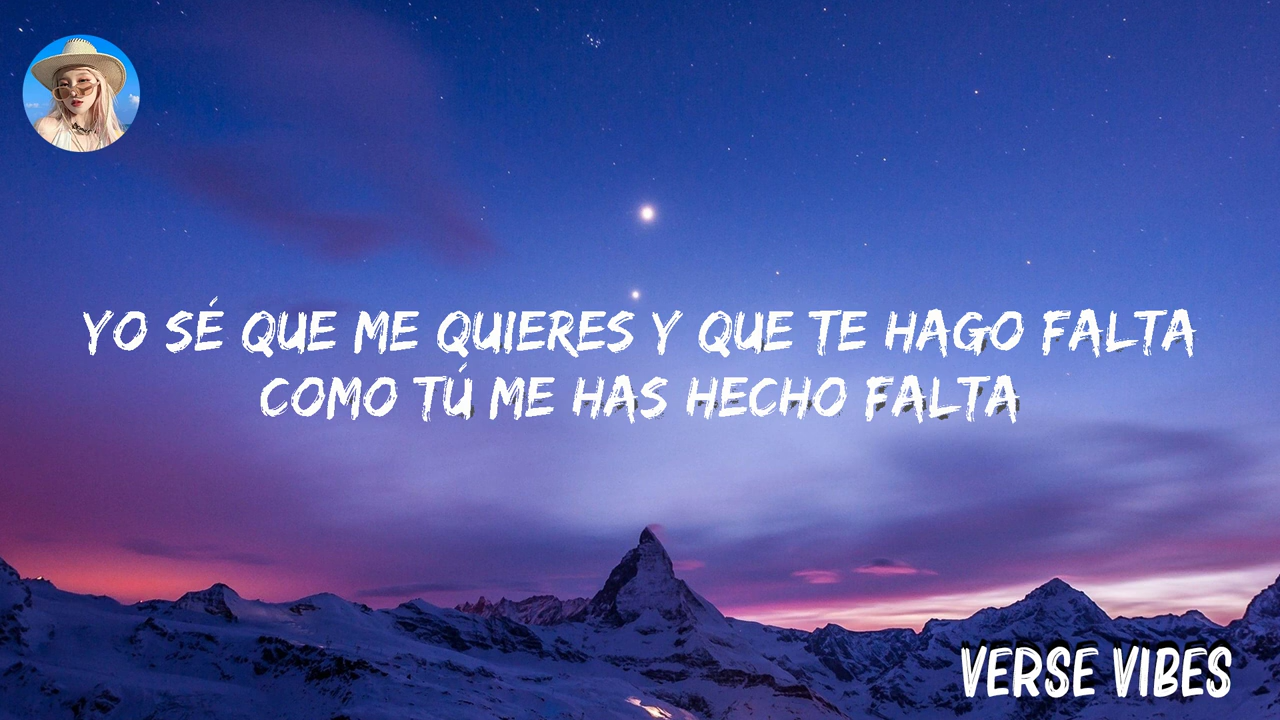 YO SÉ QUE ME QUIERES Y QUE TE HAGO FALTA
COMO TÚ ME HAS HECHO FALTA
VERSE VIBES